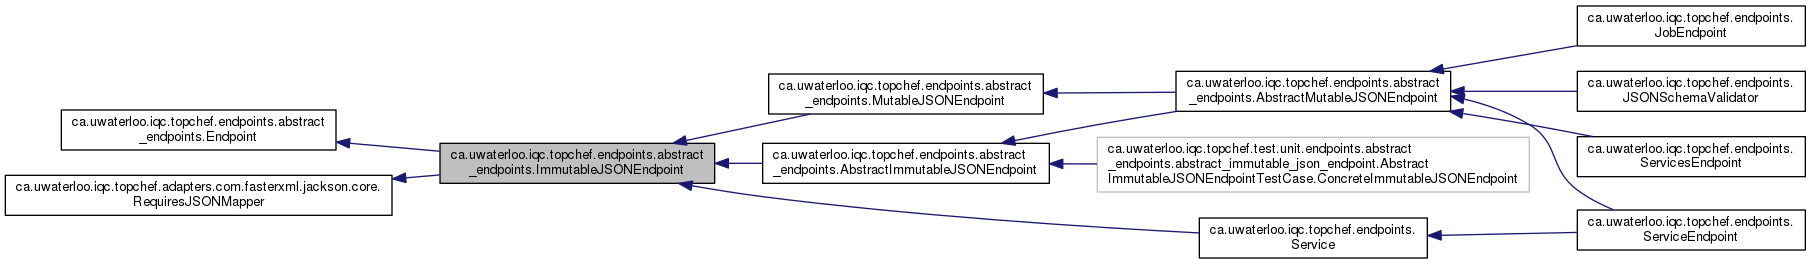 ca.uwaterloo.iqc.topchef.endpoints.abstract
_endpoints.Endpoint
ca.uwaterloo.iqc.topchef.adapters.com.fasterxml.jackson.core.
RequiresJSONMapper
ca.uwaterloo.iqc.topchef.endpoints.abstract
_endpoints.ImmutableJSONEndpoint
ca.uwaterloo.iqc.topchef.endpoints.abstract
_endpoints.MutableJSONEndpoint
ca.uwaterloo.iqc.topchef.endpoints.abstract
_endpoints.AbstractImmutableJSONEndpoint
ca.uwaterloo.iqc.topchef.endpoints.abstract
_endpoints.AbstractMutableJSONEndpoint
ca.uwaterloo.iqc.topchef.test.unit.endpoints.abstract
_endpoints.abstract_immutable_json_endpoint.Abstract
ImmutableJSONEndpointTestCase.ConcreteImmutableJSONEndpoint
ca.uwaterloo.iqc.topchef.endpoints.
Service
ca.uwaterloo.iqc.topchef.endpoints.
JobEndpoint
ca.uwaterloo.iqc.topchef.endpoints.
JSONSchemaValidator
ca.uwaterloo.iqc.topchef.endpoints.
ServicesEndpoint
ca.uwaterloo.iqc.topchef.endpoints.
ServiceEndpoint